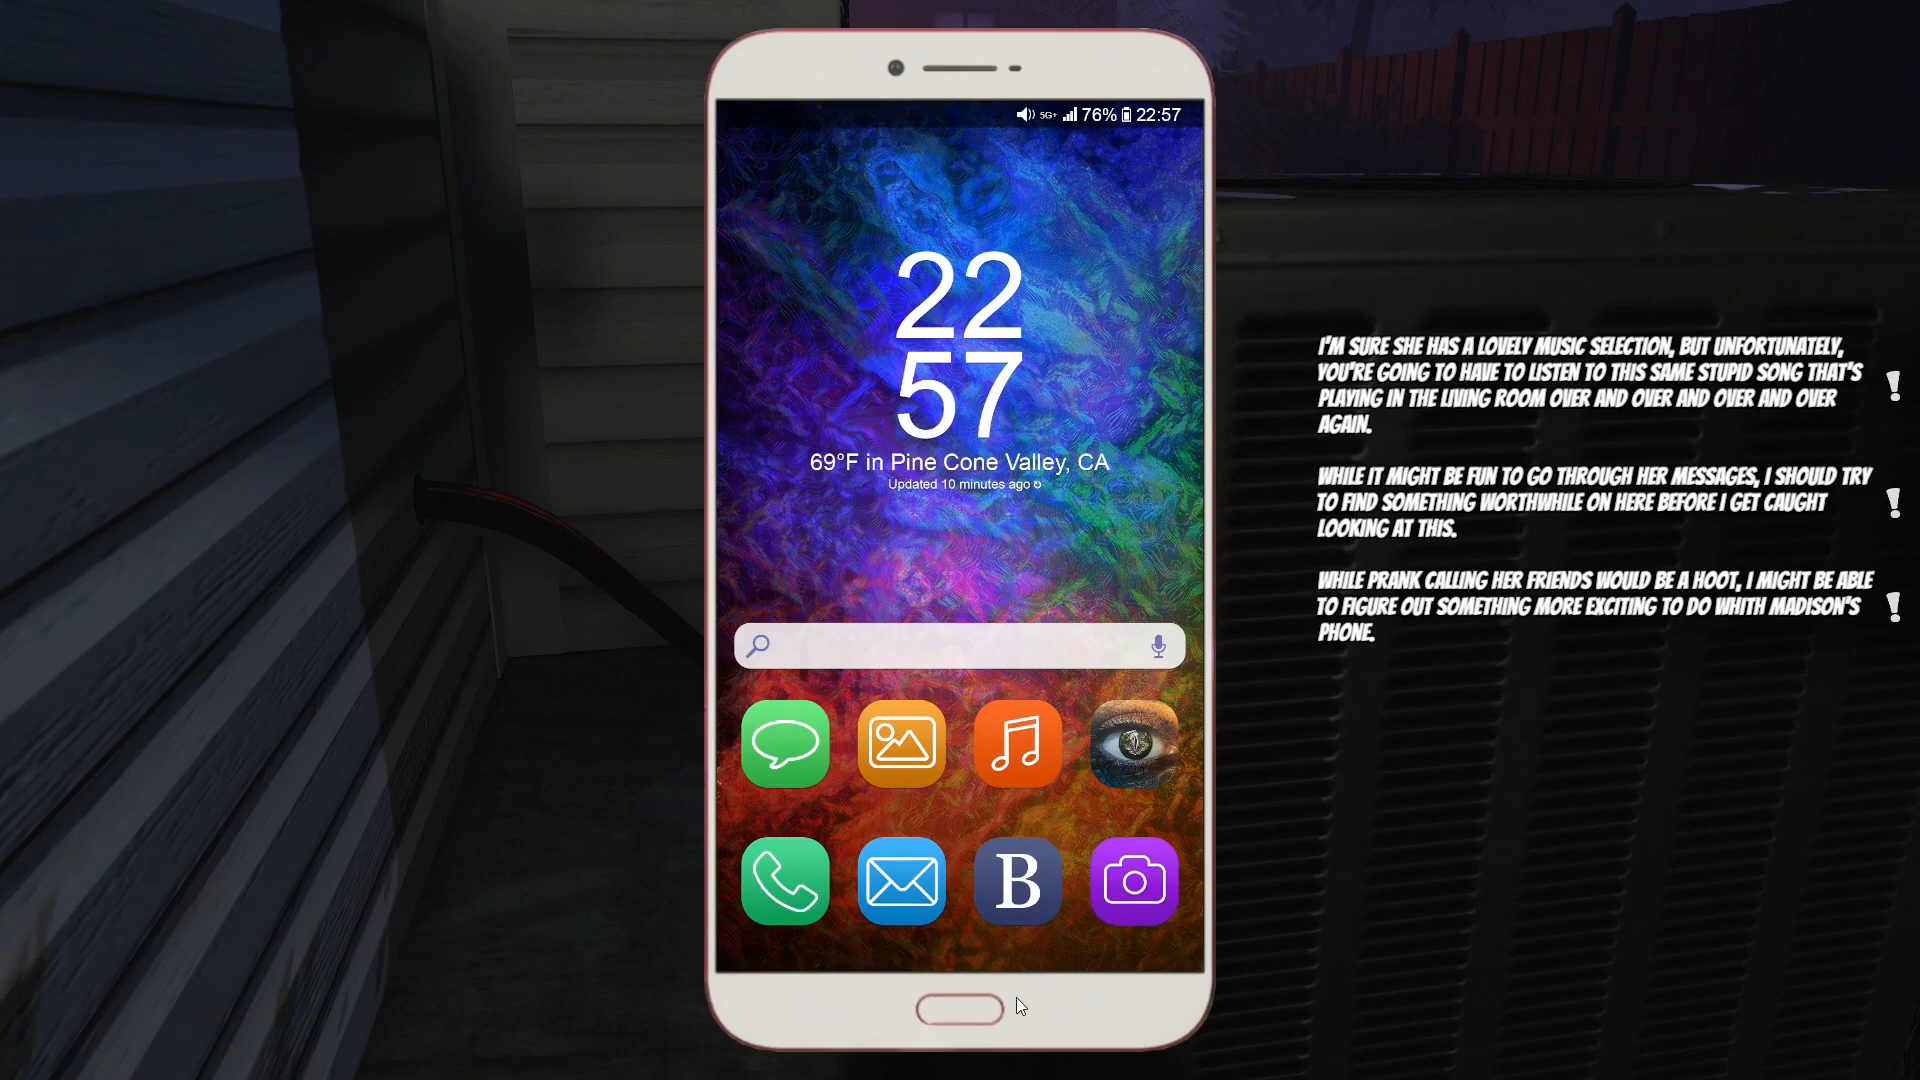 5G+ 76% 22:57
22
57
69°F in Pine Cone Valley, CA
Updated 10 minutes ago
B
I'M SURE SHE HAS A LOVELY MUSIC SELECTION, BUT UNFORTUNATELY,
YOU'RE GOING TO HAVE TO LISTEN TO THIS SAME STUPID SONG THAT'S
PLAYING IN THE LIVING ROOM OVER AND OVER AND OVER AND OVER
AGAIN.
!
WHILE IT MIGHT BE FUN TO GO THROUGH HER MESSAGES, I SHOULD TRY
TO FIND SOMETHING WORTHWHILE ON HERE BEFORE I GET CAUGHT
LOOKING AT THIS.
!
WHILE PRANK CALLING HER FRIENDS WOULD BE A HOOT, I MIGHT BE ABLE
TO FIGURE OUT SOMETHING MORE EXCITING TO DO WHITH MADISON'S
PHONE.
!